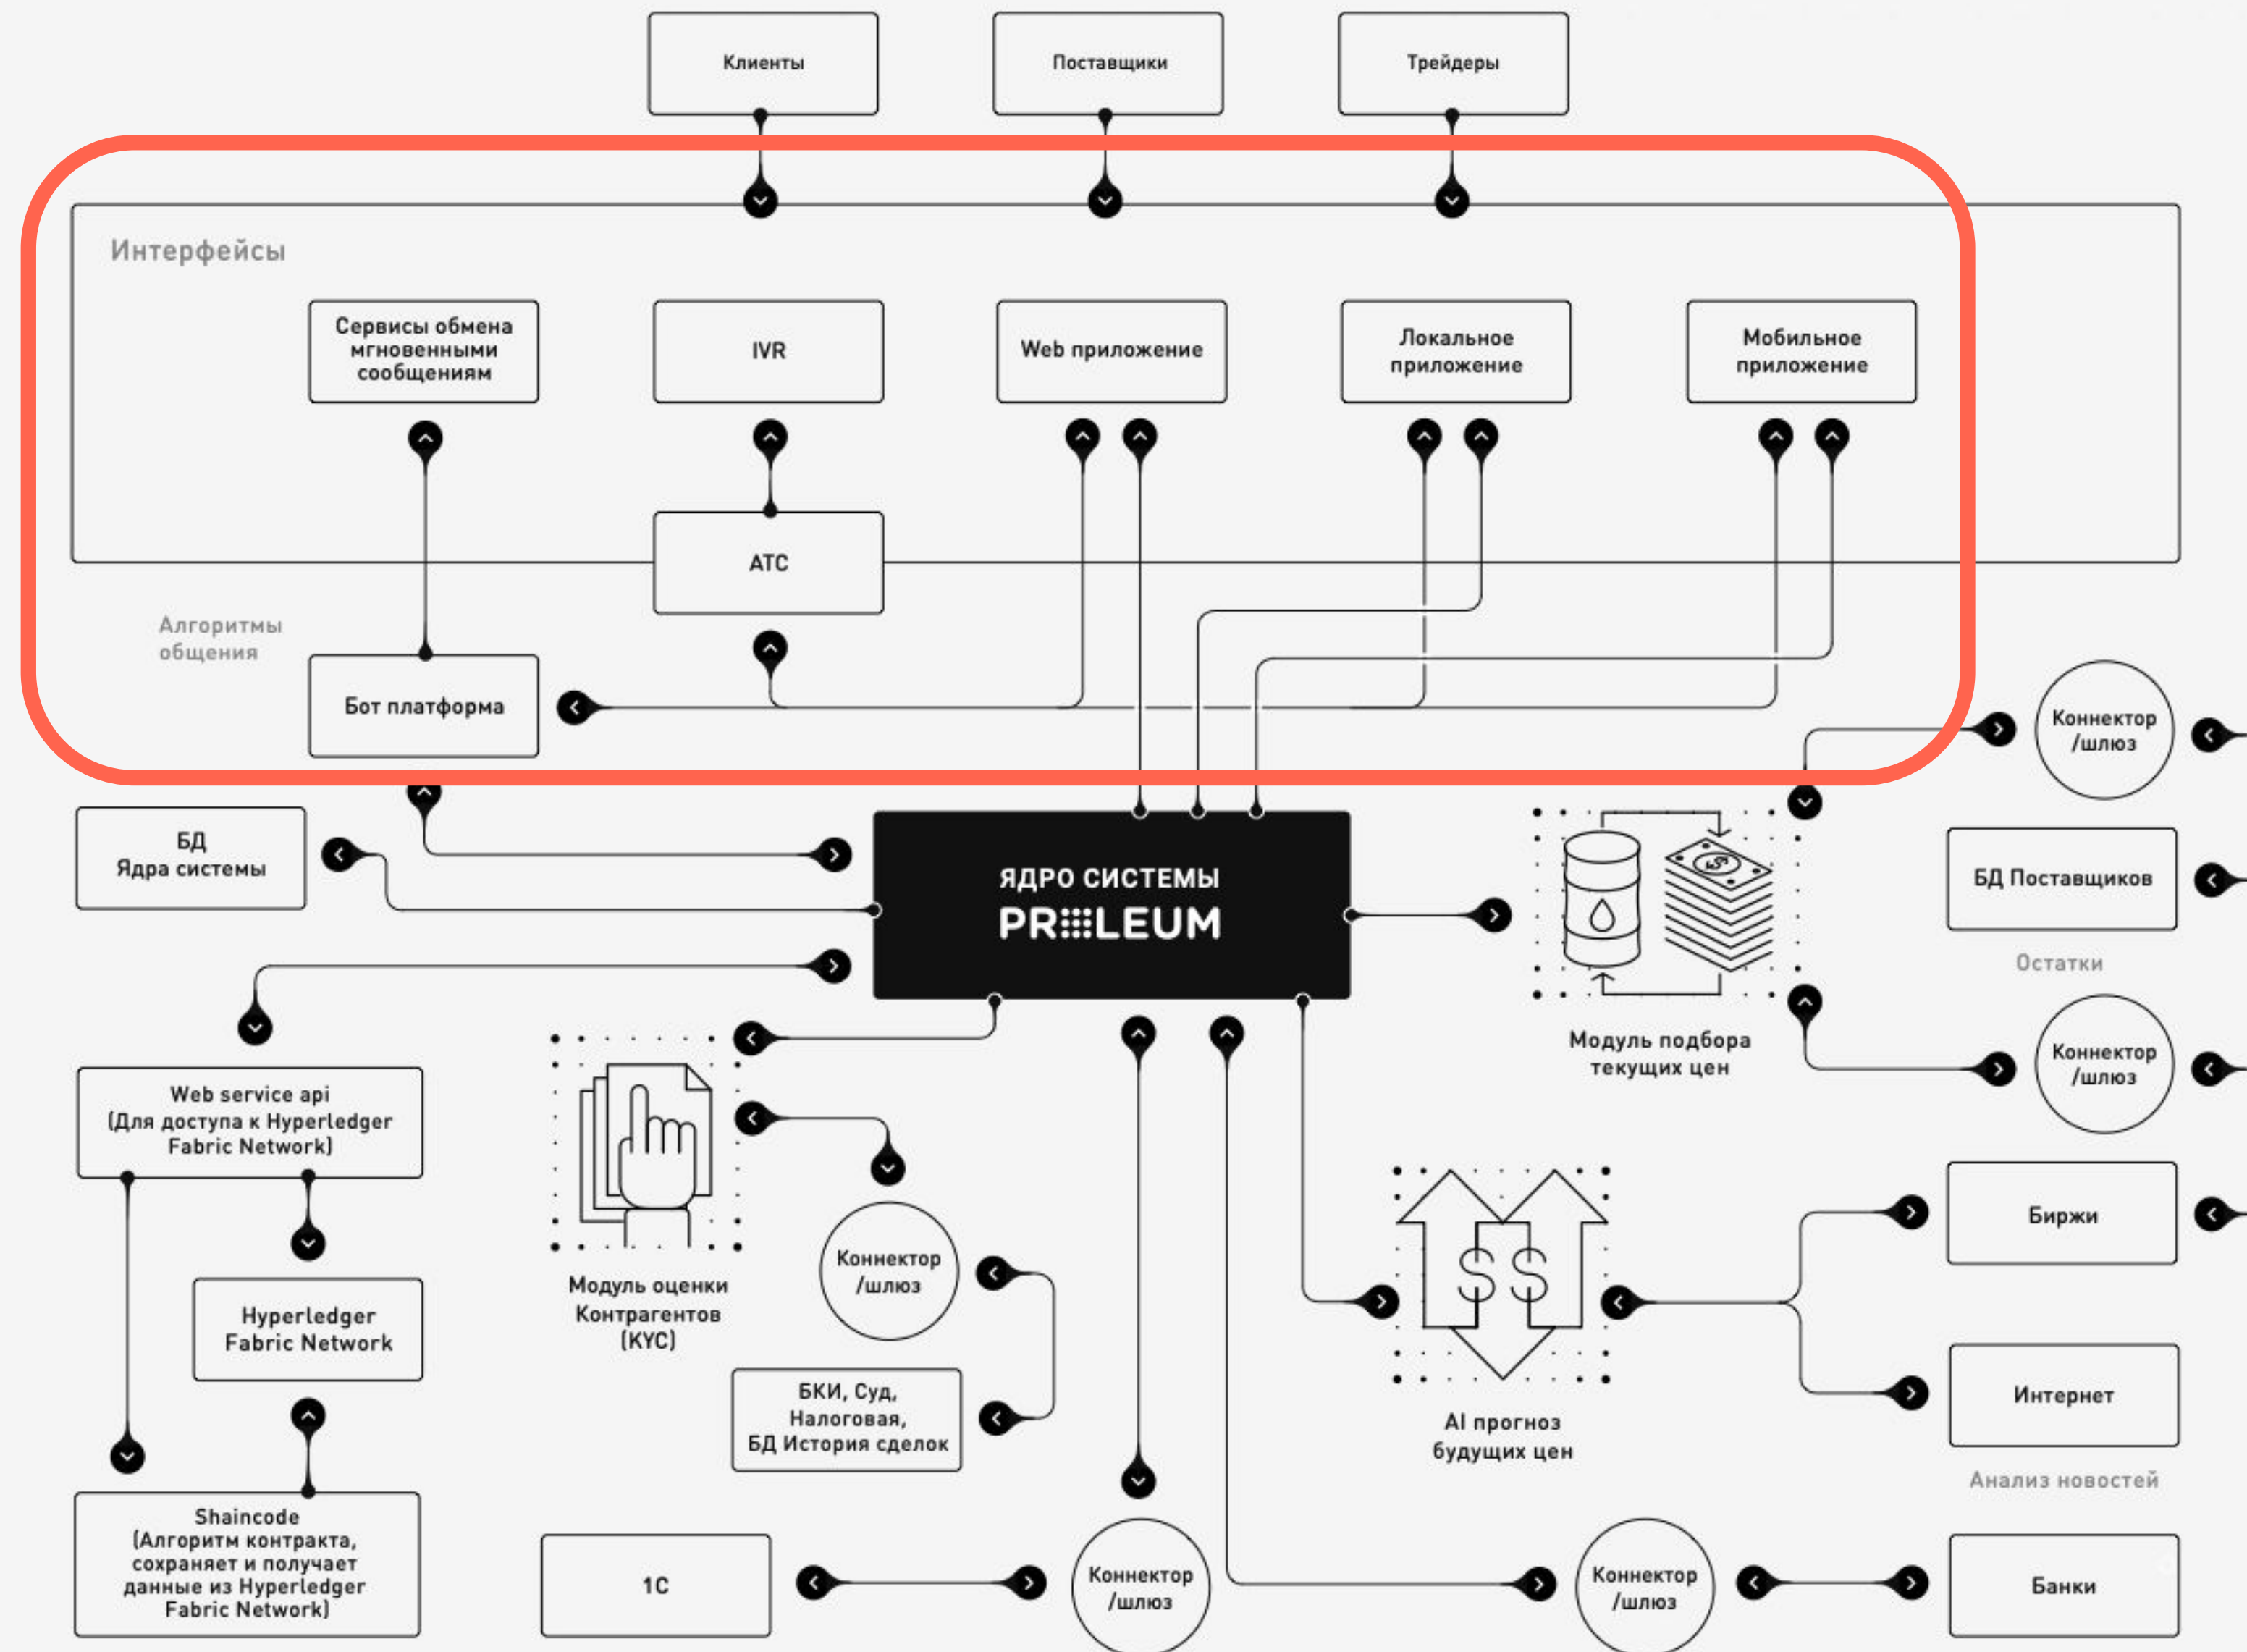 Клиенты
Поставщики
Трейдеры
Интерфейсы
Сервисы обмена
мгновенными
сообщениям
IVR
Web приложение
Локальное
приложение
Мобильное
приложение
АТС
Алгоритмы
общения
Бот платформа
Коннектор
/шлюз
БД
Ядра системы
ЯДРО СИСТЕМЫ
PR LEUM
БД Поставщиков
Остатки
Модуль подбора
текущих цен
Коннектор
/шлюз
Web service api
(Для доступа к Hyperledger
Fabric Network)
Биржи
Hyperledger
Fabric Network
Модуль оценки
Контрагентов
(KYC)
Коннектор
/шлюз
БКИ, Суд,
Налоговая,
БД История сделок
AI прогноз
будущих цен
Интернет
Анализ новостей
Shaincode
(Алгоритм контракта,
сохраняет и получает
данные из Hyperledger
Fabric Network)
1С
Коннектор
/шлюз
Коннектор
/шлюз
Банки